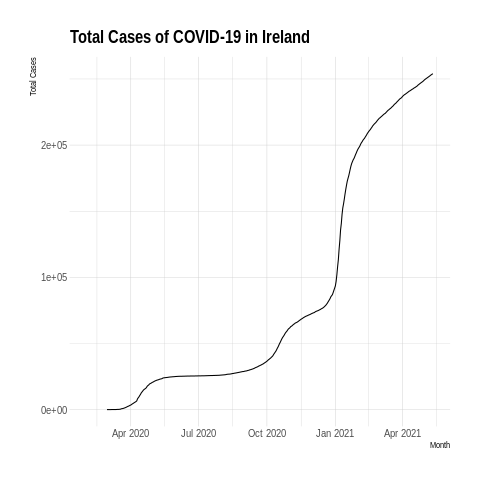 Total Cases of COVID-19 in Ireland
Total Cases
2e+05
1e+05
0e+00
Apr 2020 Jul 2020 Oct 2020 Jan 2021 Apr 2021
Month